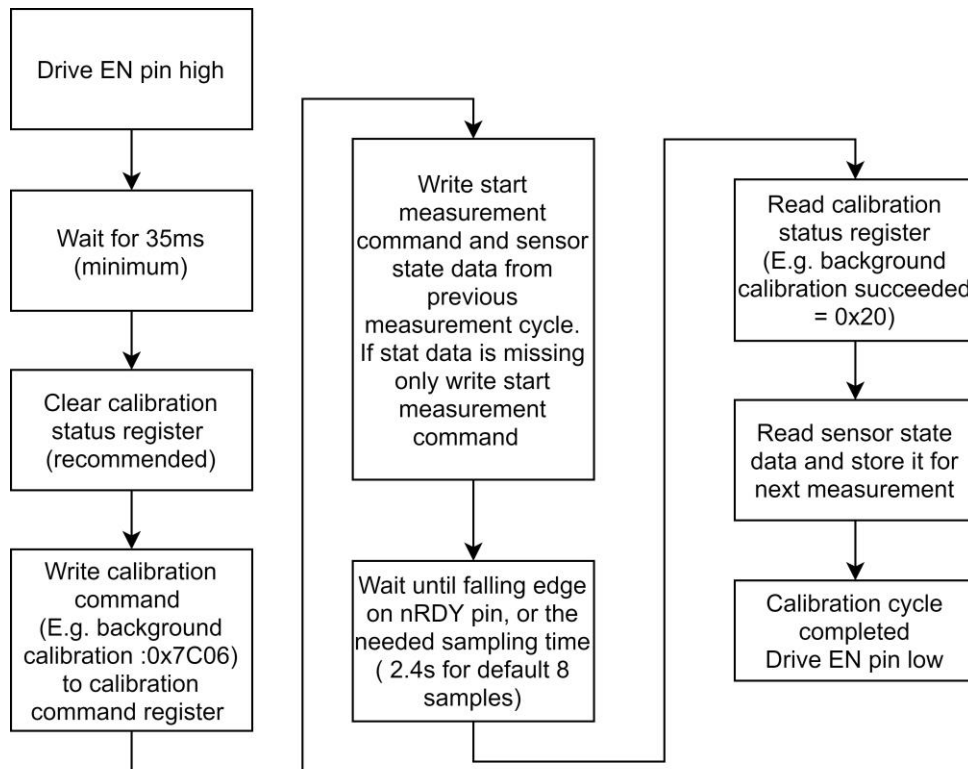 Drive EN pin high
Wait for 35ms
(minimum)
Clear calibration
status register
(recommended)
Write calibration
command
(E.g. background
calibration :0x7C06)
to calibration
command register
Write start
measurement
command and sensor
state data from
previous
measurement cycle.
If stat data is missing
only write start
measurement
command
Wait until falling edge
on nRDY pin, or the
needed sampling time
( 2.4s for default 8
samples)
Read calibration
status register
(E.g. background
calibration succeeded
= 0x20)
Read sensor state
data and store it for
next measurement
Calibration cycle
completed
Drive EN pin low